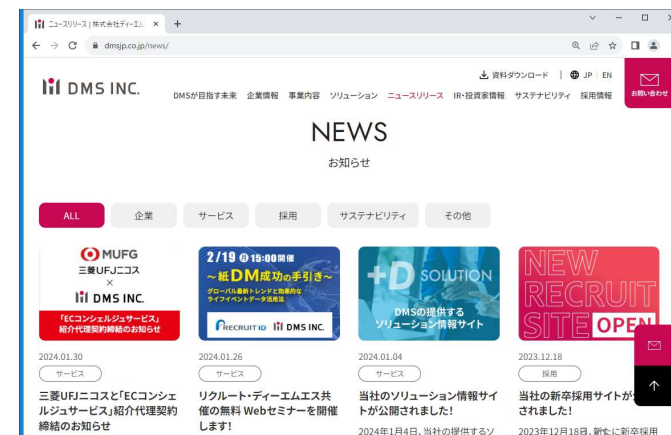 ニュースリリース | 株式会社ディーエム
dmsjp.co.jp/news/
DMS INC.
資料ダウンロード | JP | EN
お問い合わせ
DMSが目指す未来 企業情報 事業内容 ソリューション ニュースリリース IR・投資家情報 サステナビリティ 採用情報
NEWS
お知らせ
ALL 企業 サービス 採用 サステナビリティ その他
MUFG
三菱UFJニコス
×
DMS INC.
「ECコンシェルジュサービス」
紹介代理契約締結のお知らせ
2024.01.30
サービス
三菱UFJニコスと「ECコンシェ
ルジュサービス」紹介代理契約
締結のお知らせ
2/19 月 15:00開催
～紙DM成功の手引き～
グローバル最新トレンドと効果的な
ライフイベントデータ活用法
RECRUIT ID DMS INC.
2024.01.26
サービス
リクルート・ディーエムエス共
催の無料 Webセミナーを開催
します!
+D SOLUTION
DMSの提供する
ソリューション情報サイト
2024.01.04
サービス
当社のソリューション情報サイ
トが公開されました!
2024年1月4日、当社の提供するソ
NEW
RECRUIT
SITE OPEN
2023.12.18
採用
当社の新卒採用サイトが
されました!
2023年12月18日、新たに新卒採用